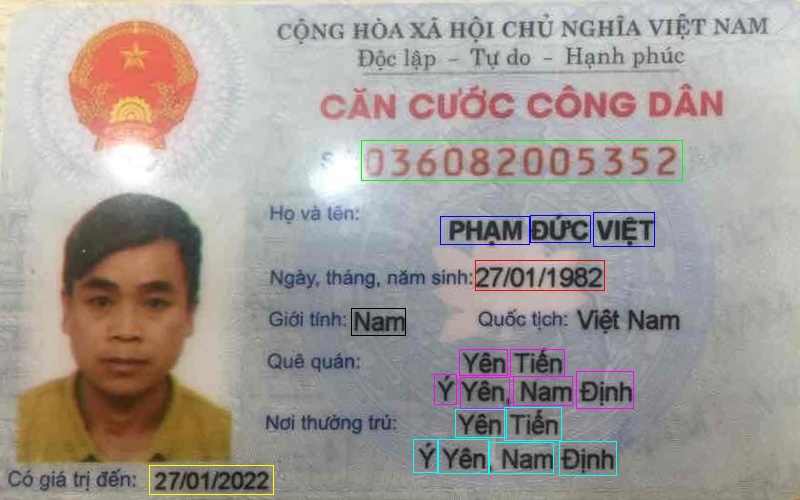 CỘNG HÒA XÃ HỘI CHỦ NGHĨA VIỆT NAM
Độc lập - Tự do - Hạnh phúc
CĂN CƯỚC CÔNG DÂN
036082005352
Họ và tên:
PHẠM ĐỨC VIỆT
Ngày, tháng, năm sinh: 27/01/1982
Giới tính: Nam Quốc tịch: Việt Nam
Quê quán: Yên Tiến
Ý Yên, Nam Định
Nơi thường trú: Yên Tiến
Ý Yên, Nam Định
Có giá trị đến: 27/01/2022